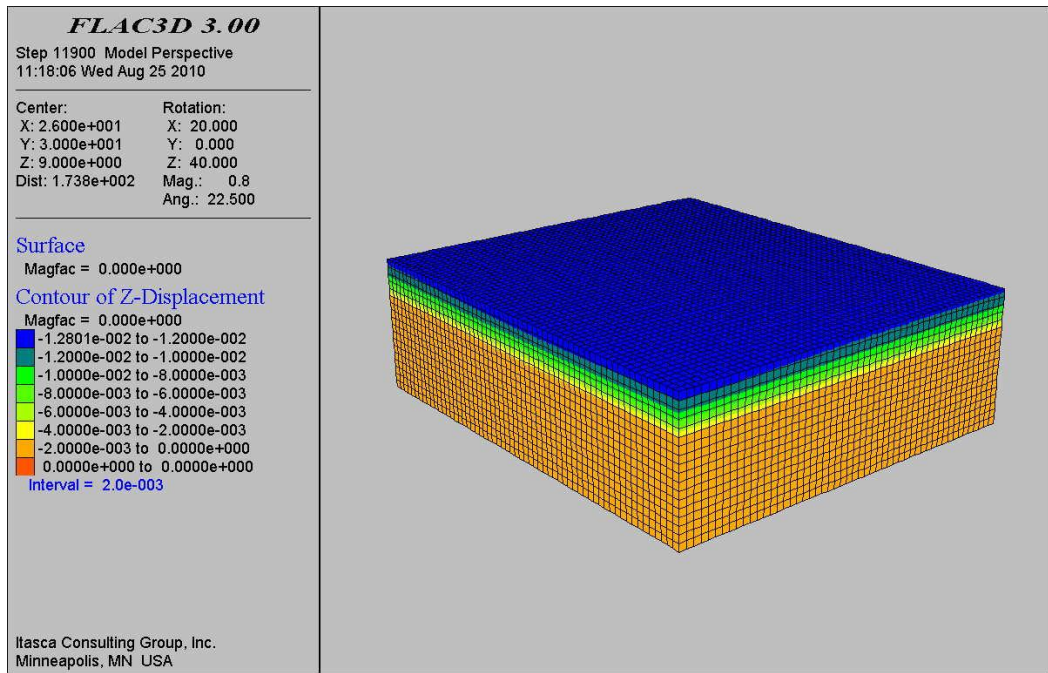 FLAC3D 3.00
Step 11900 Model Perspective
11:18:06 Wed Aug 25 2010
Center: Rotation:
X: 2.600e+001 X: 20.000
Y: 3.000e+001 Y: 0.000
Z: 9.000e+000 Z: 40.000
Dist: 1.738e+002 Mag.: 0.8
Ang.: 22.500
Surface
Magfac = 0.000e+000
Contour of Z-Displacement
Magfac = 0.000e+000
-1.2801e-002 to -1.2000e-002
-1.2000e-002 to -1.0000e-002
-1.0000e-002 to -8.0000e-003
-8.0000e-003 to -6.0000e-003
-6.0000e-003 to -4.0000e-003
-4.0000e-003 to -2.0000e-003
-2.0000e-003 to 0.0000e+000
0.0000e+000 to 0.0000e+000
Interval = 2.0e-003
Itasca Consulting Group, Inc.
Minneapolis, MN USA